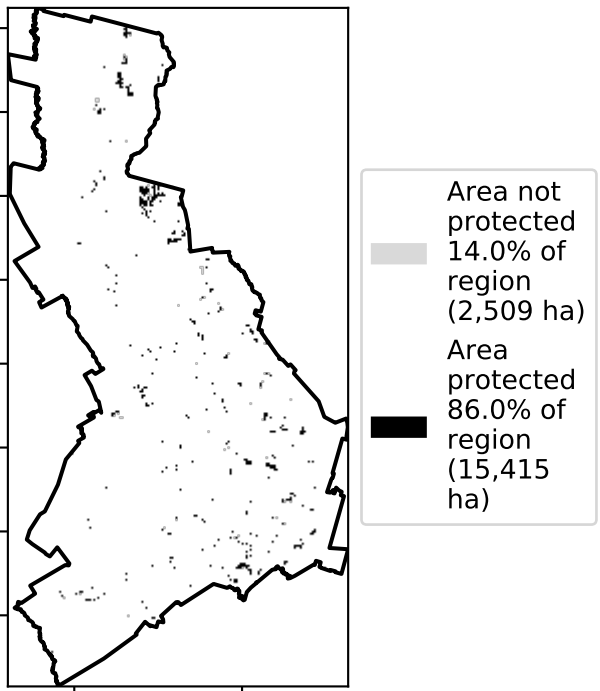 Area not
protected
14.0% of
region
(2,509 ha)
Area
protected
86.0% of
region
(15,415
ha)